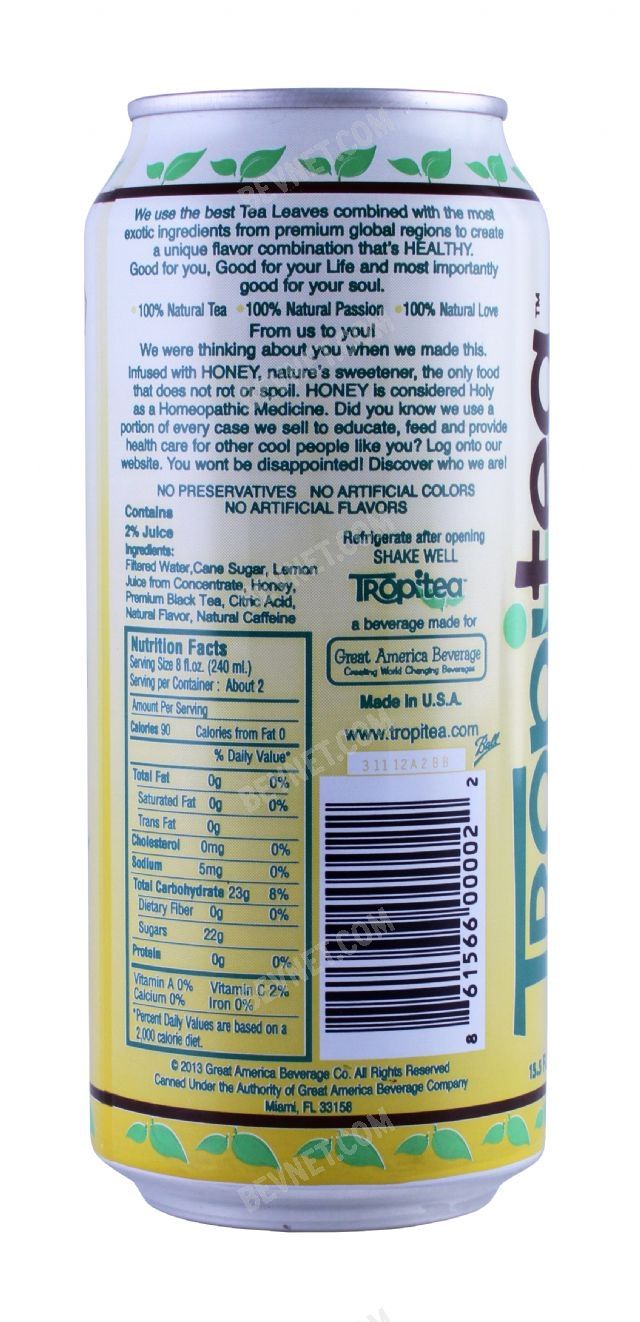 We use the best Tea Leaves combined with the most
exotic ingredients from premium global regions to create
a unique flavor combination that's HEALTHY.
Good for you, Good for your Life and most importantly
good for your soul.
• 100% Natural Tea • 100% Natural Passion • 100% Natural Love
From us to you!
We were thinking about you when we made this.
Infused with HONEY, nature's sweetener, the only food
that does not rot or spoil. HONEY is considered Holy
as a Homeopathic Medicine. Did you know we use a
portion of every case we sell to educate, feed and provide
health care for other cool people like you? Log onto our
website. You wont be disappointed! Discover who we are!
NO PRESERVATIVES NO ARTIFICIAL COLORS
NO ARTIFICIAL FLAVORS
Contains
2% Juice
Ingredients:
Filtered Water,Cane Sugar, Lemon
Juice from Concentrate, Honey,
Premium Black Tea, Citric Acid,
Natural Flavor, Natural Caffeine
Refrigerate after opening
SHAKE WELL
TRopitea
a beverage made for
Great America Beverage
Creating World Changing Beverages
Made in U.S.A.
www.tropitea.com
Ball
3 11 12 A 2 B B
8 61566 00002 2
Nutrition Facts
Serving Size 8 fl.oz. (240 ml.)
Serving per Container : About 2
Amount Per Serving
Calories 90 Calories from Fat 0
% Daily Value*
Total Fat 0g 0%
Saturated Fat 0g 0%
Trans Fat 0g
Cholesterol 0mg 0%
Sodium 5mg 0%
Total Carbohydrate 23g 8%
Dietary Fiber 0g 0%
Sugars 22g
Protein 0g 0%
Vitamin A 0% Vitamin C 2%
Calcium 0% Iron 0%
*Percent Daily Values are based on a
2,000 calorie diet.
© 2013 Great America Beverage Co. All Rights Reserved
Canned Under the Authority of Great America Beverage Company
Miami, FL 33156
TRopitea™
15.5
BEVNET.COM
BEVNET.COM
BEVNET.COM
BEVNET.COM
BEVNET.COM
BEVNET.COM
BEVNET.COM